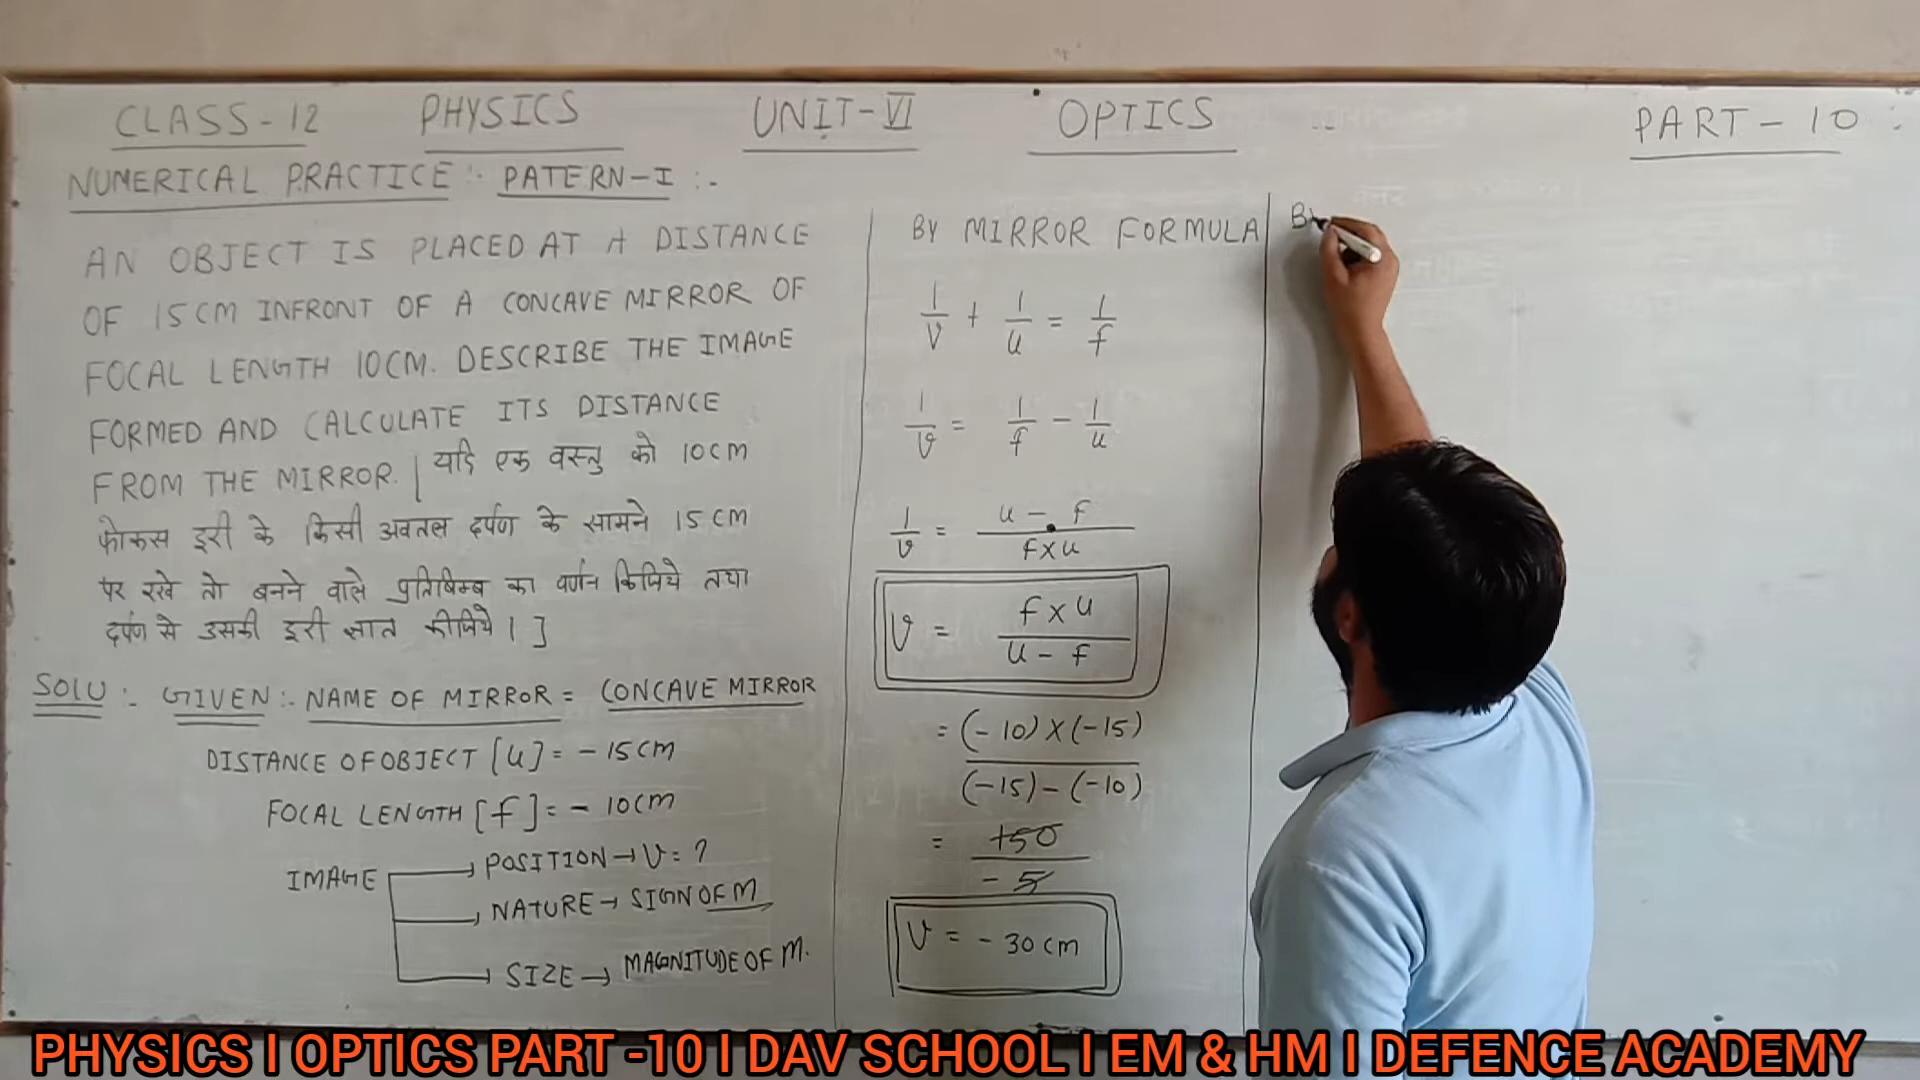 CLASS-12 PHYSICS UNIT-VI OPTICS PART-10:
NUMERICAL PRACTICE:- PATERN-I:-
AN OBJECT IS PLACED AT A DISTANCE
OF 15CM INFRONT OF A CONCAVE MIRROR OF
FOCAL LENGTH 10CM. DESCRIBE THE IMAGE
FORMED AND CALCULATE ITS DISTANCE
FROM THE MIRROR. [ यदि एक वस्तु को 10CM
फोकस दूरी के किसी अवतल दर्पण के सामने 15CM
पर रखे तो बनने वाले प्रतिबिम्ब का वर्णन किजिये तथा
दर्पण से उसकी दूरी ज्ञात कीजिये। ]
SOLU:- GIVEN:- NAME OF MIRROR = CONCAVE MIRROR
DISTANCE OF OBJECT [u] = -15CM
FOCAL LENGTH [f] = -10CM
IMAGE
→ POSITION → V = ?
→ NATURE → SIGN OF M
→ SIZE → MAGNITUDE OF M.
BY MIRROR FORMULA
1/V + 1/u = 1/f
1/V = 1/f - 1/u
1/V = u - f / f×u
V = f×u / u - f
= (-10)×(-15) / (-15)-(-10)
= +50 / -5
V = -30cm
BY
PHYSICS I OPTICS PART -10 I DAV SCHOOL I EM & HM I DEFENCE ACADEMY